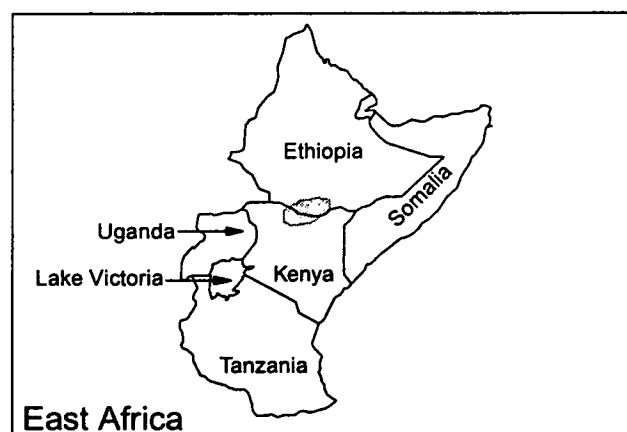 Ethiopia
Somalia
Uganda
Lake Victoria
Kenya
Tanzania
East Africa